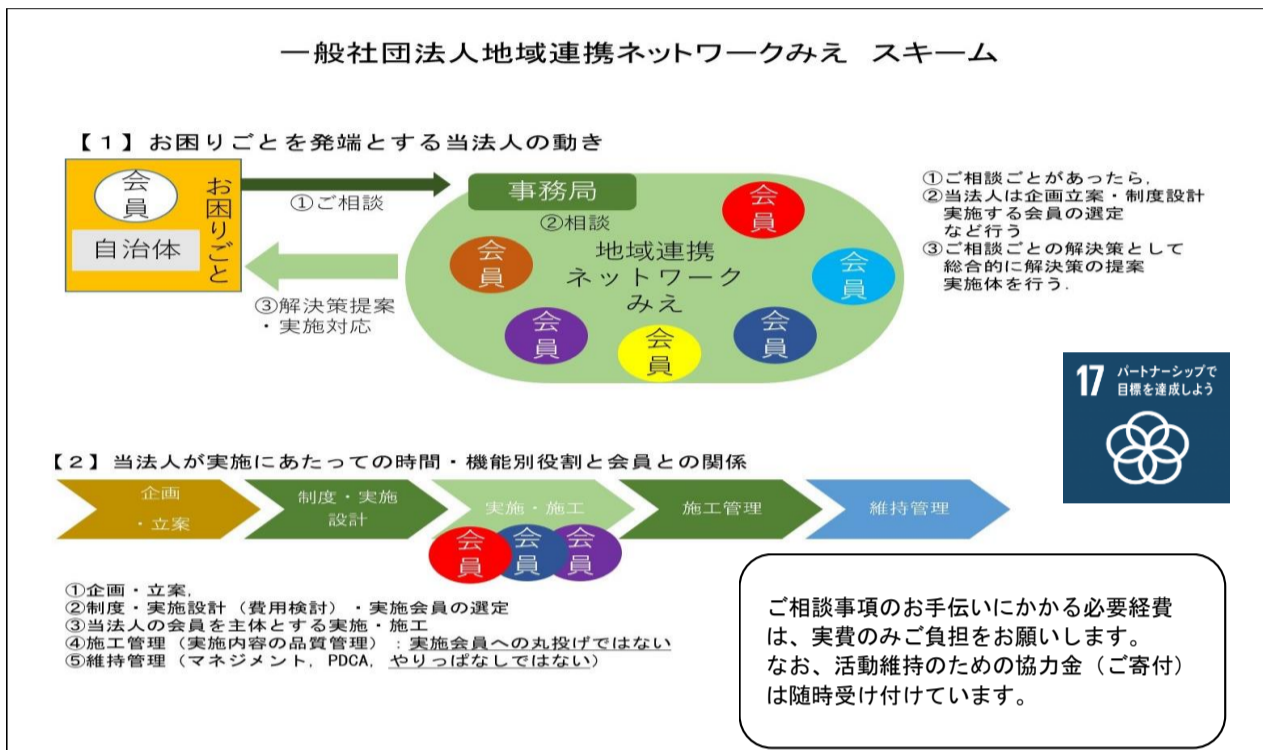 一般社団法人地域連携ネットワークみえ スキーム
【１】お困りごとを発端とする当法人の動き
会員
自治体
お困りごと
①ご相談
③解決策提案
・実施対応
事務局
②相談
地域連携
ネットワーク
みえ
会員
会員
会員
会員
会員
会員
①ご相談ごとがあったら,
②当法人は企画立案・制度設計
実施する会員の選定
など行う
③ご相談ごとの解決策として
総合的に解決策の提案
実施体を行う.
17 パートナーシップで
目標を達成しよう
【２】当法人が実施にあたっての時間・機能別役割と会員との関係
企画
・立案
制度・実施
設計
実施・施工
施工管理
維持管理
会員
会員
会員
①企画・立案,
②制度・実施設計（費用検討）・実施会員の選定
③当法人の会員を主体とする実施・施工
④施工管理（実施内容の品質管理）：実施会員への丸投げではない
⑤維持管理（マネジメント, PDCA, やりっぱなしではない）
ご相談事項のお手伝いにかかる必要経費
は、実費のみご負担をお願いします。
なお、活動維持のための協力金（ご寄付）
は随時受け付けています。